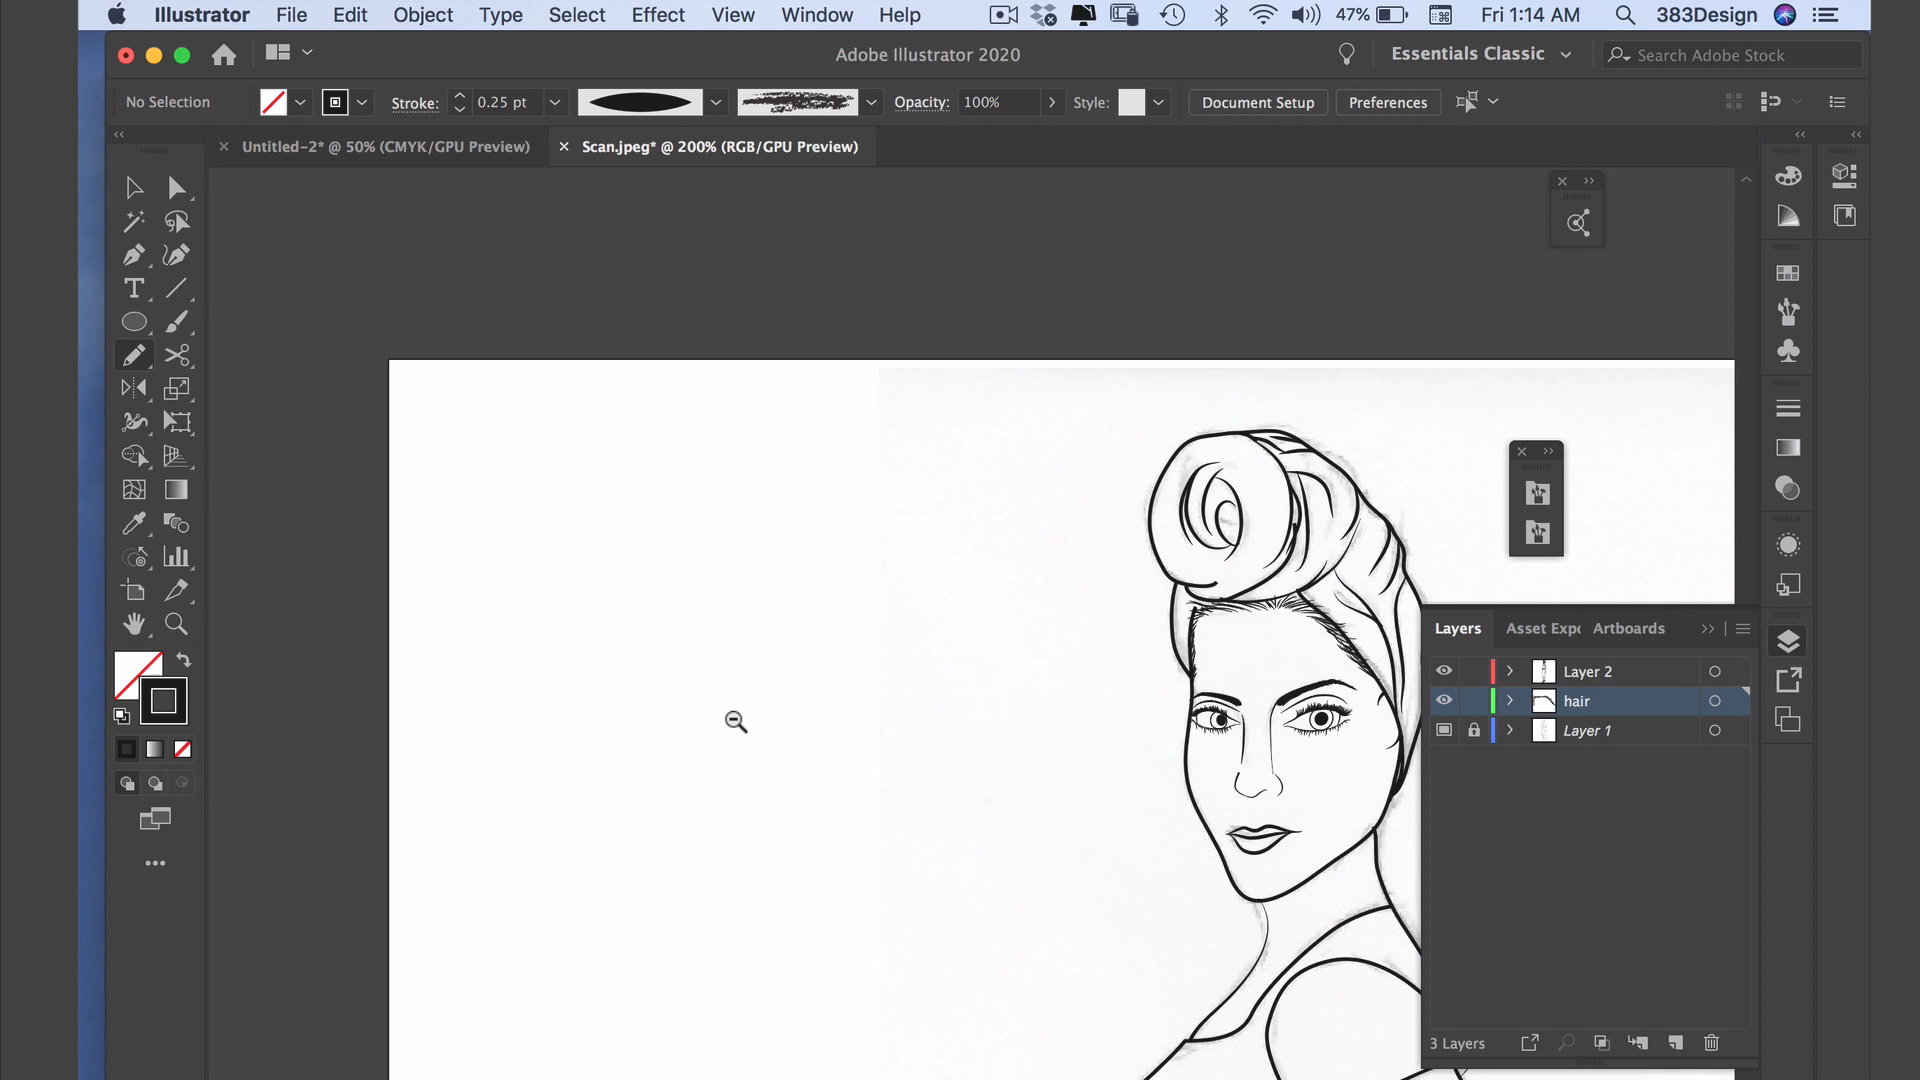 Illustrator File Edit Object Type Select Effect View Window Help 47% Fri 1:14 AM 383Design
Adobe Illustrator 2020 Essentials Classic Search Adobe Stock
No Selection Stroke: 0.25 pt Opacity: 100% Style: Document Setup Preferences
Untitled-2* @ 50% (CMYK/GPU Preview) Scan.jpeg* @ 200% (RGB/GPU Preview)
Layers Asset Expo Artboards
Layer 2
hair
Layer 1
3 Layers